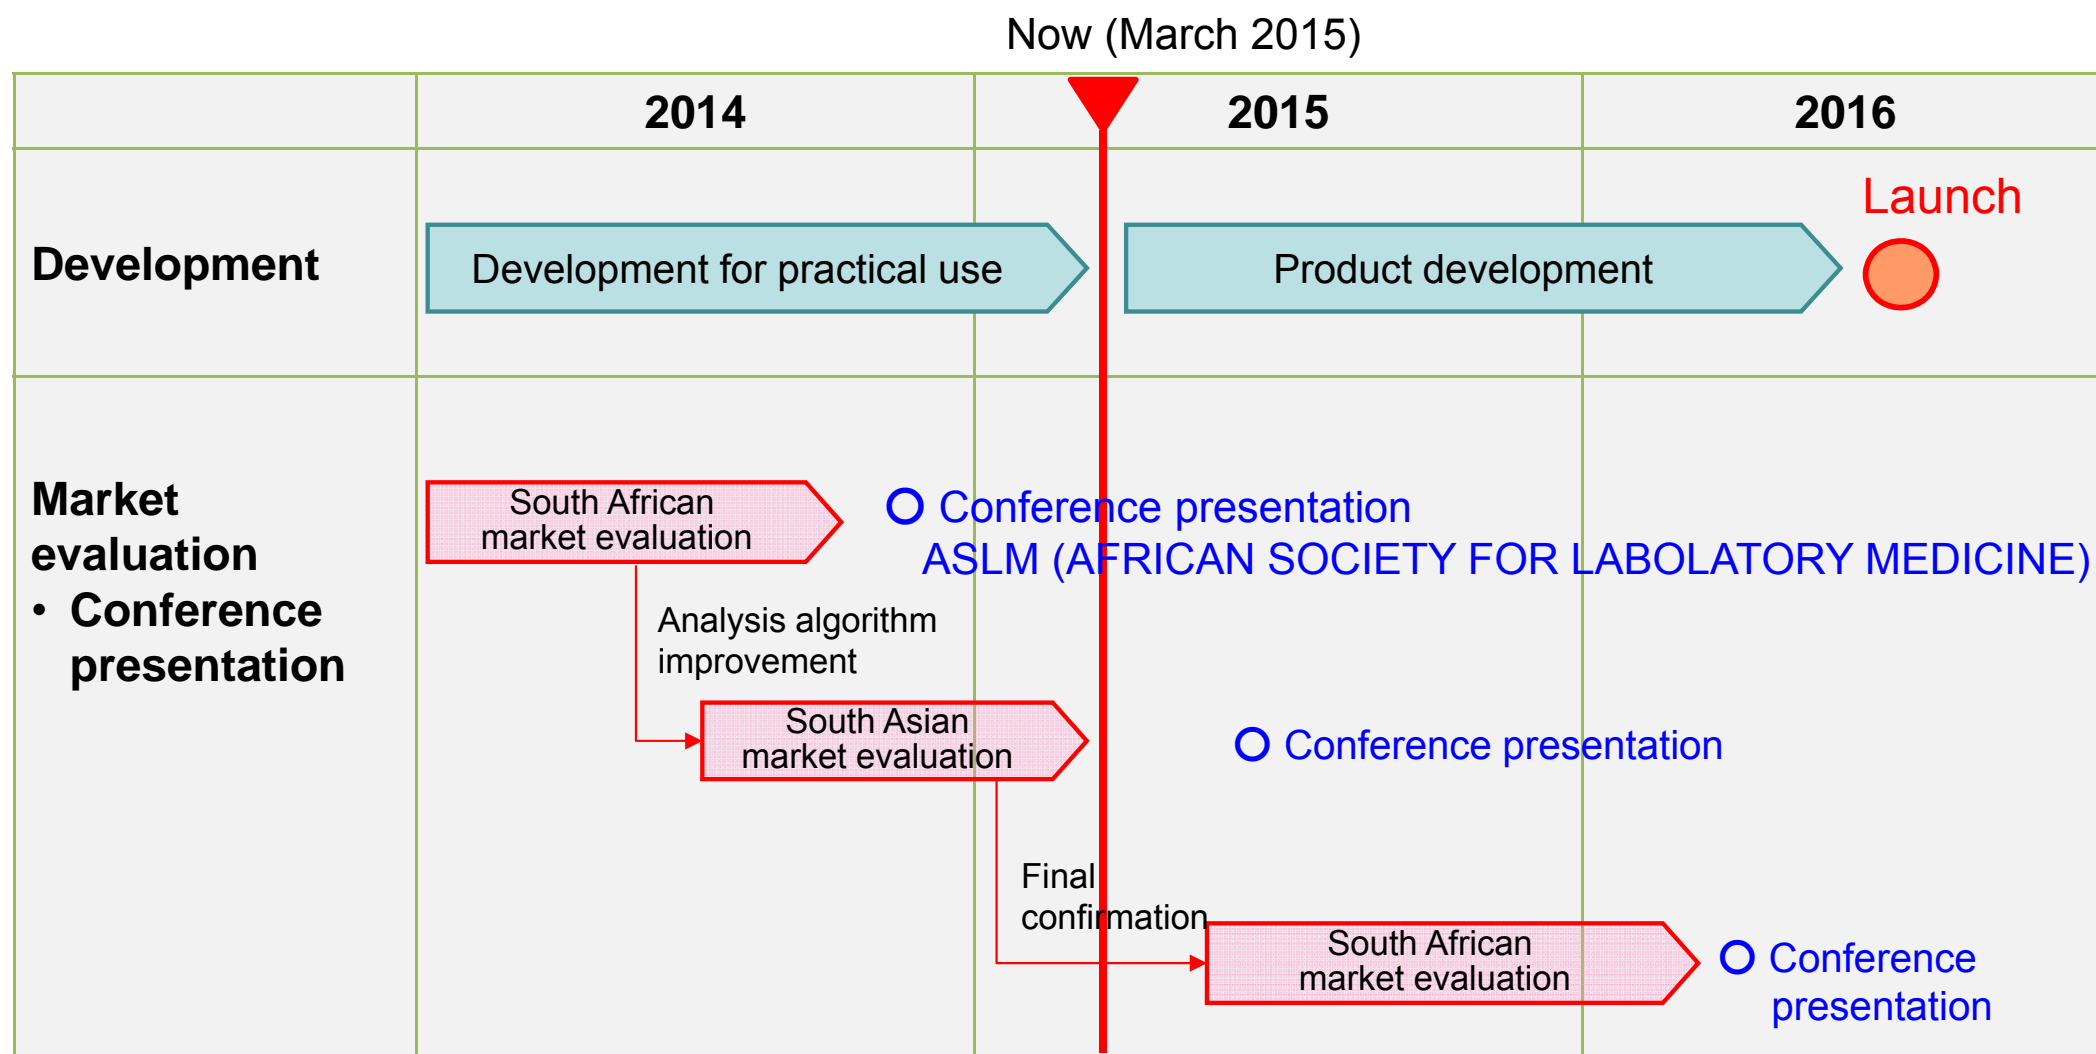 Now (March 2015)
2014
2015
2016
Launch
Development
Development for practical use
Product development
Market
evaluation
• Conference
presentation
South African
market evaluation
Conference presentation
ASLM (AFRICAN SOCIETY FOR LABOLATORY MEDICINE)
Analysis algorithm
improvement
South Asian
market evaluation
Conference presentation
Final
confirmation
South African
market evaluation
Conference
presentation